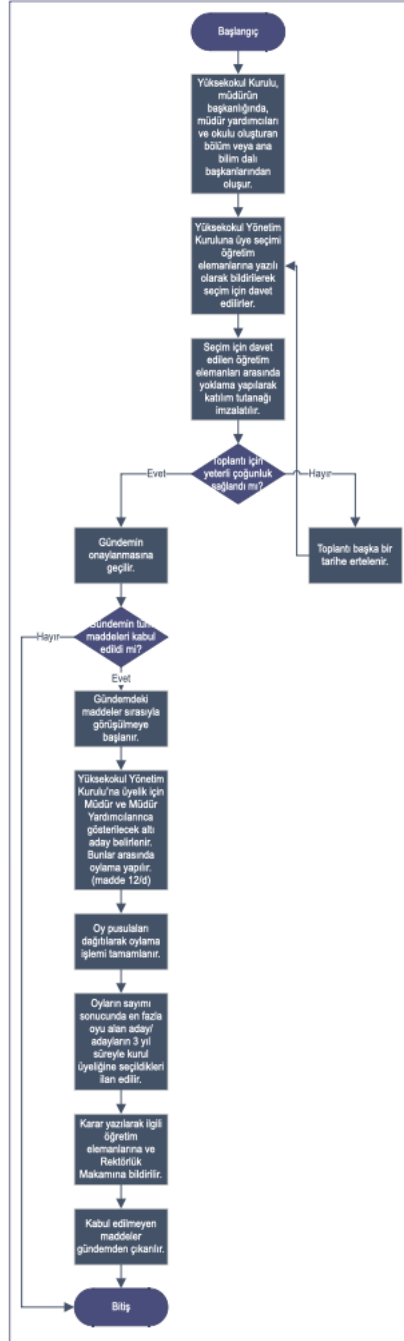 Başlangıç
Yüksekokul Kurulu,
müdürün
başkanlığında,
müdür yardımcıları
ve okulu oluşturan
bölüm veya ana
bilim dalı
başkanlarından
oluşur.
Yüksekokul Yönetim
Kuruluna üye seçimi
öğretim
elemanlarına yazılı
olarak bildirilerek
seçim için davet
edilirler.
Seçim için davet
edilen öğretim
elemanları arasında
yoklama yapılarak
katılım tutanağı
imzalatılır.
Toplantı için
yeterli çoğunluk
sağlandı mı?
Evet
Hayır
Gündemin
onaylanmasına
geçilir.
Toplantı başka bir
tarihe ertelenir.
Gündemin tüm
maddeleri kabul
edildi mi?
Hayır
Evet
Gündemdeki
maddeler sırasıyla
görüşülmeye
başlanır.
Yüksekokul Yönetim
Kurulu'na üyelik için
Müdür ve Müdür
Yardımcılarınca
gösterilecek altı
aday belirlenir.
Bunlar arasında
oylama yapılır.
(madde 12/d)
Oy pusulaları
dağıtılarak oylama
işlemi tamamlanır.
Oyların sayımı
sonucunda en fazla
oyu alan aday/
adayların 3 yıl
süreyle kurul
üyeliğine seçildikleri
ilan edilir.
Karar yazılarak ilgili
öğretim
elemanlarına ve
Rektörlük
Makamına bildirilir.
Kabul edilmeyen
maddeler
gündemden çıkarılır.
Bitiş